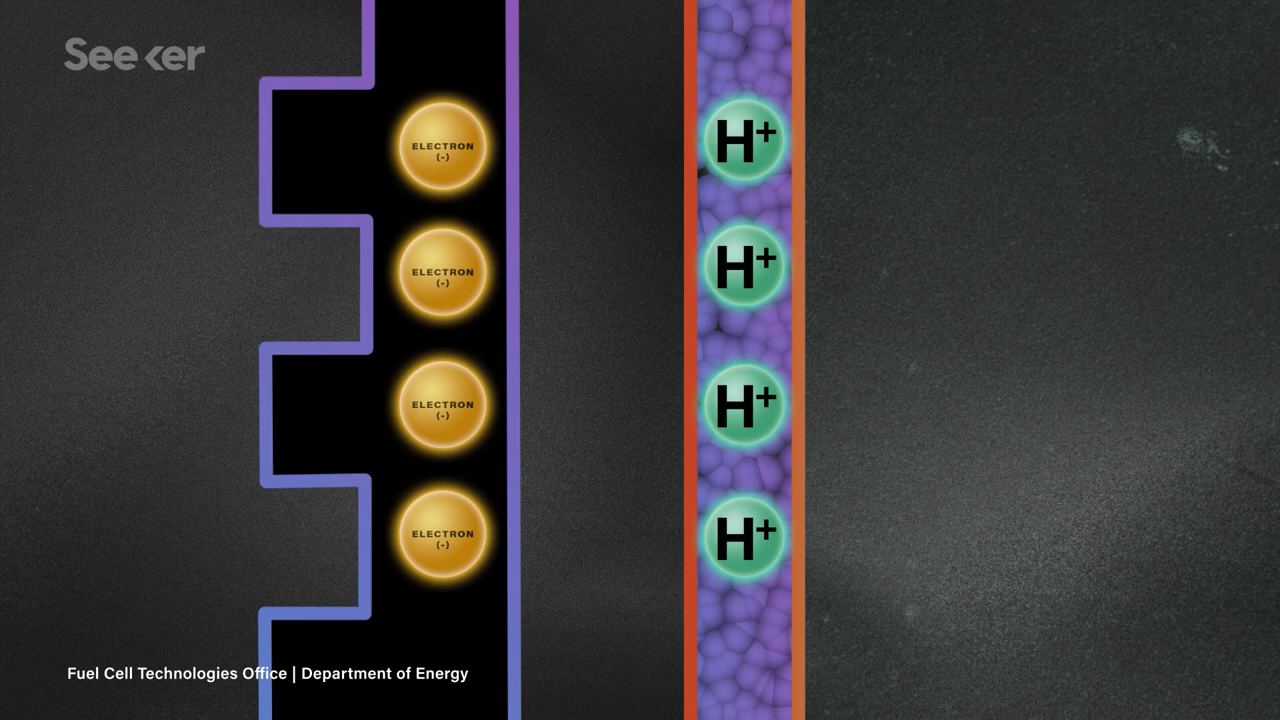 Seeker
ELECTRON
(-)
H+
ELECTRON
(-)
H+
ELECTRON
(-)
H+
ELECTRON
(-)
H+
Fuel Cell Technologies Office | Department of Energy